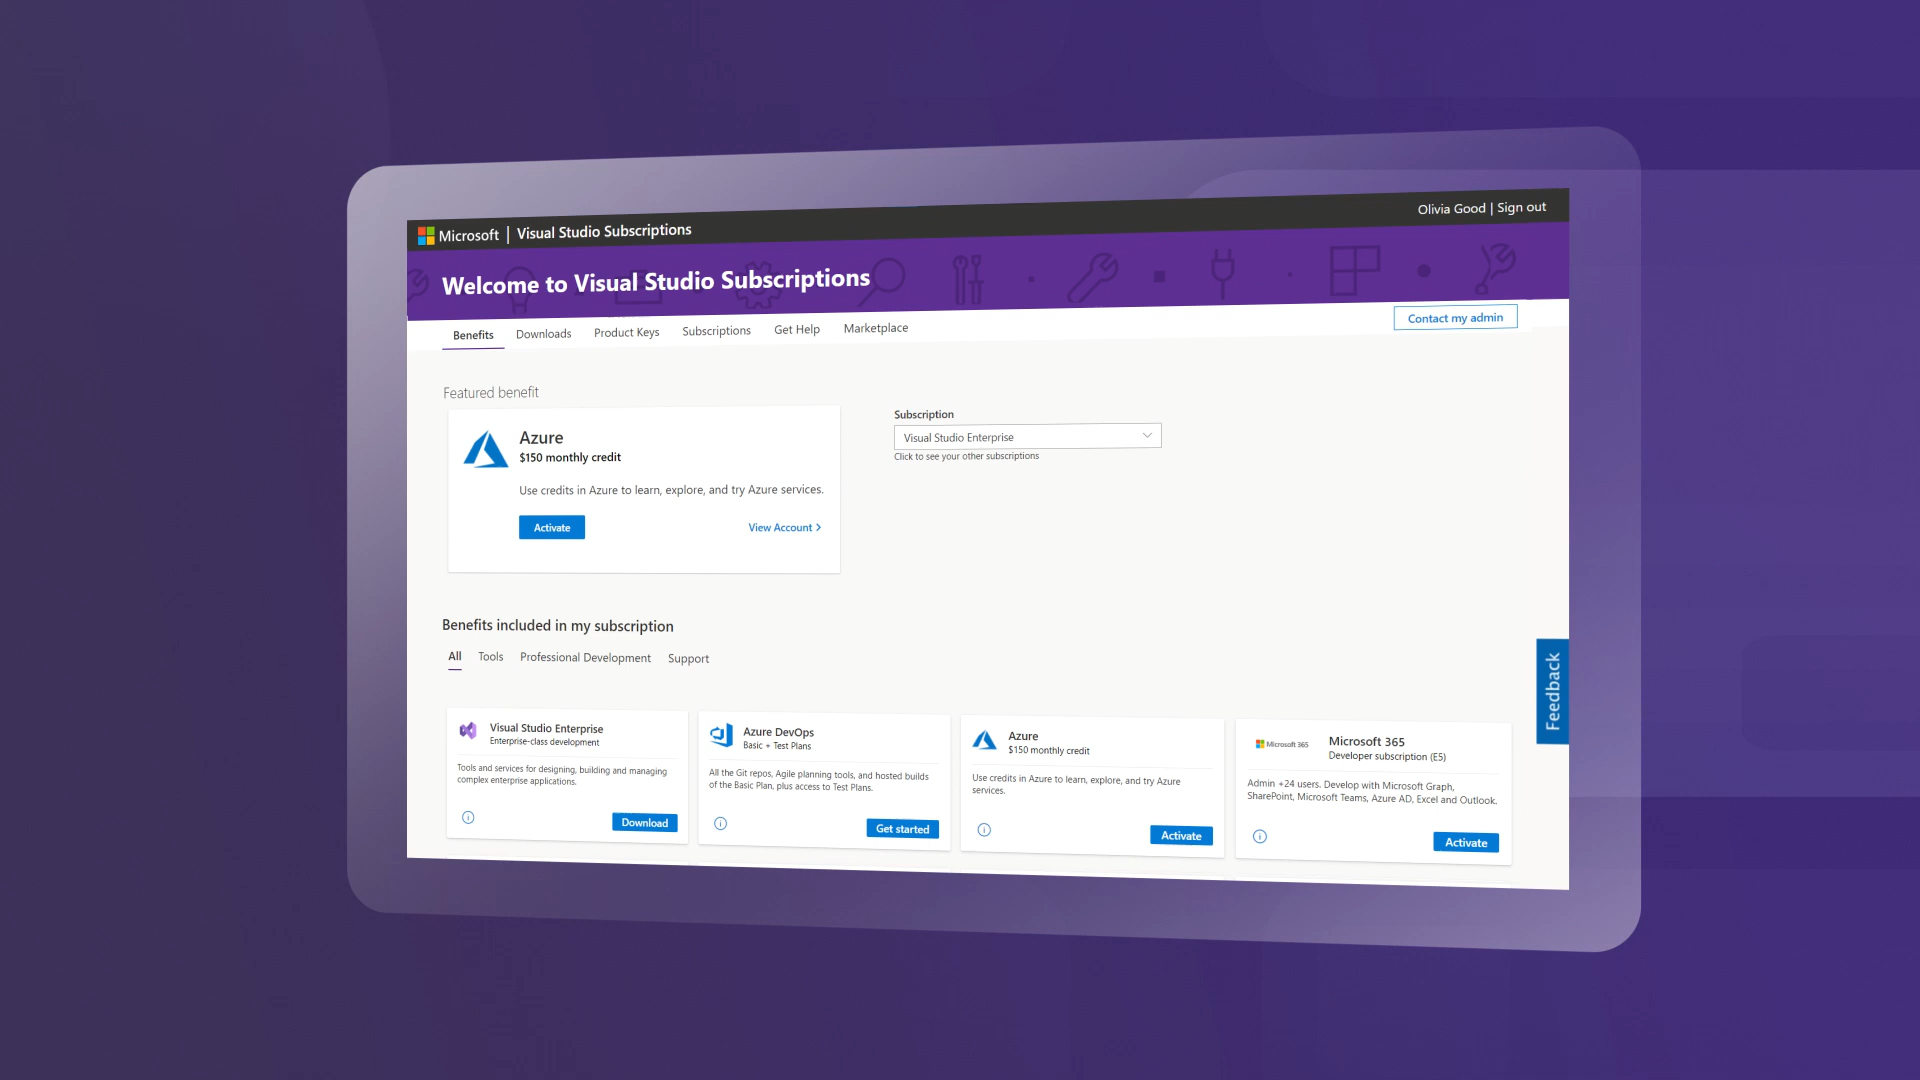 Microsoft | Visual Studio Subscriptions
Olivia Good | Sign out
Welcome to Visual Studio Subscriptions
Benefits Downloads Product Keys Subscriptions Get Help Marketplace
Contact my admin
Featured benefit
Azure
$150 monthly credit
Use credits in Azure to learn, explore, and try Azure services.
Activate
View Account >
Subscription
Visual Studio Enterprise
Click to see your other subscriptions
Benefits included in my subscription
All Tools Professional Development Support
Feedback
Visual Studio Enterprise
Enterprise-class development
Tools and services for designing, building and managing
complex enterprise applications.
Download
Azure DevOps
Basic + Test Plans
All the Git repos, Agile planning tools, and hosted builds
of the Basic Plan, plus access to Test Plans.
Get started
Azure
$150 monthly credit
Use credits in Azure to learn, explore, and try Azure
services.
Activate
Microsoft 365
Microsoft 365
Developer subscription (E5)
Admin +24 users. Develop with Microsoft Graph,
SharePoint, Microsoft Teams, Azure AD, Excel and Outlook.
Activate